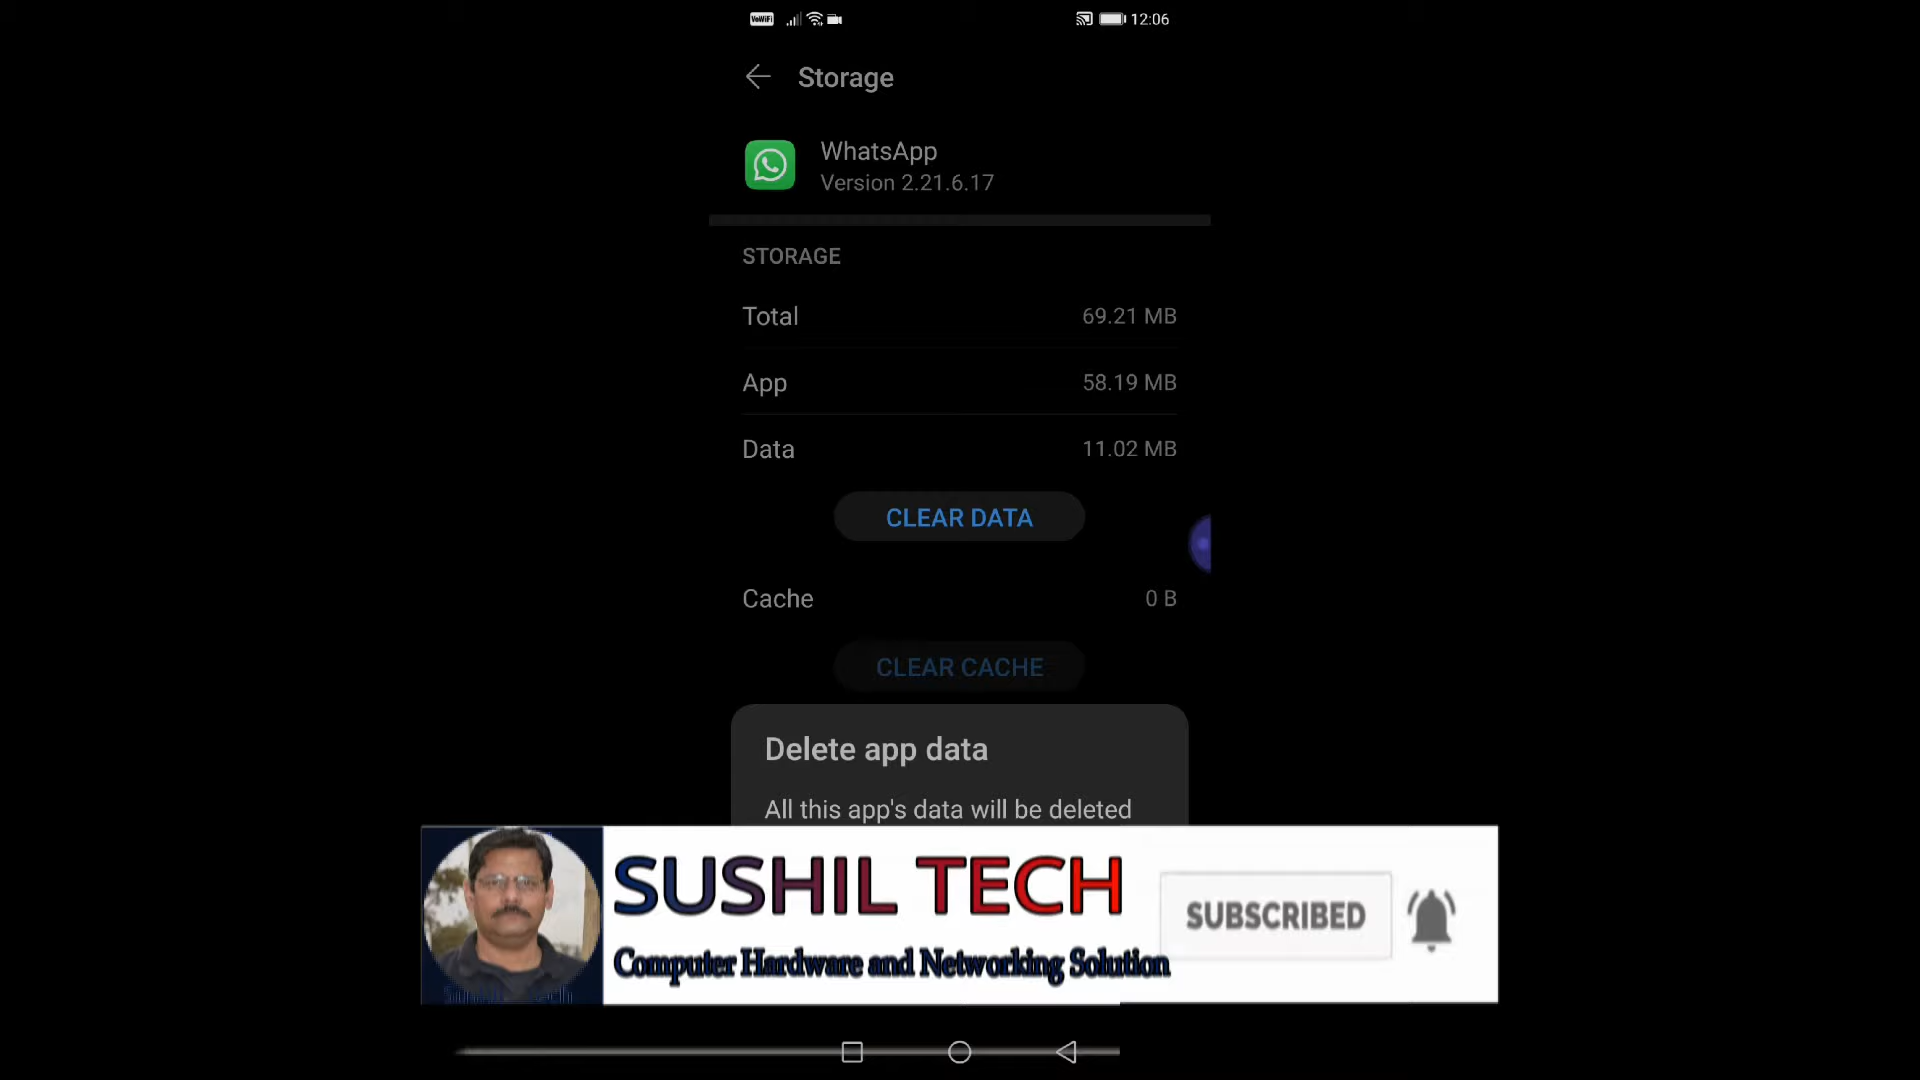 VoWiFi 12:06
Storage
WhatsApp
Version 2.21.6.17
STORAGE
Total 69.21 MB
App 58.19 MB
Data 11.02 MB
CLEAR DATA
Cache 0 B
CLEAR CACHE
Delete app data
All this app's data will be deleted
SUSHIL TECH
SUBSCRIBED
Computer Hardware and Networking Solution